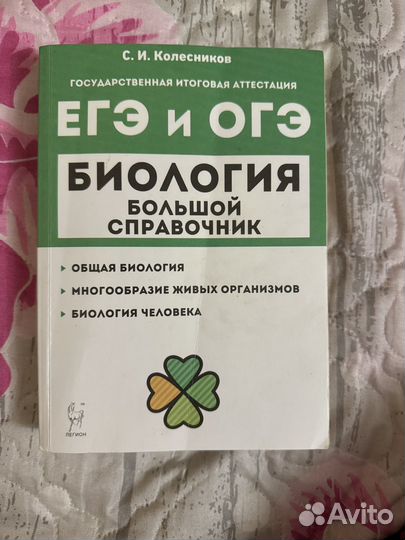 С. И. Колесников
ГОСУДАРСТВЕННАЯ ИТОГОВАЯ АТТЕСТАЦИЯ
ЕГЭ и ОГЭ
БИОЛОГИЯ
БОЛЬШОЙ
СПРАВОЧНИК
ОБЩАЯ БИОЛОГИЯ
МНОГООБРАЗИЕ ЖИВЫХ ОРГАНИЗМОВ
БИОЛОГИЯ ЧЕЛОВЕКА
ЛЕГИОН
Avito